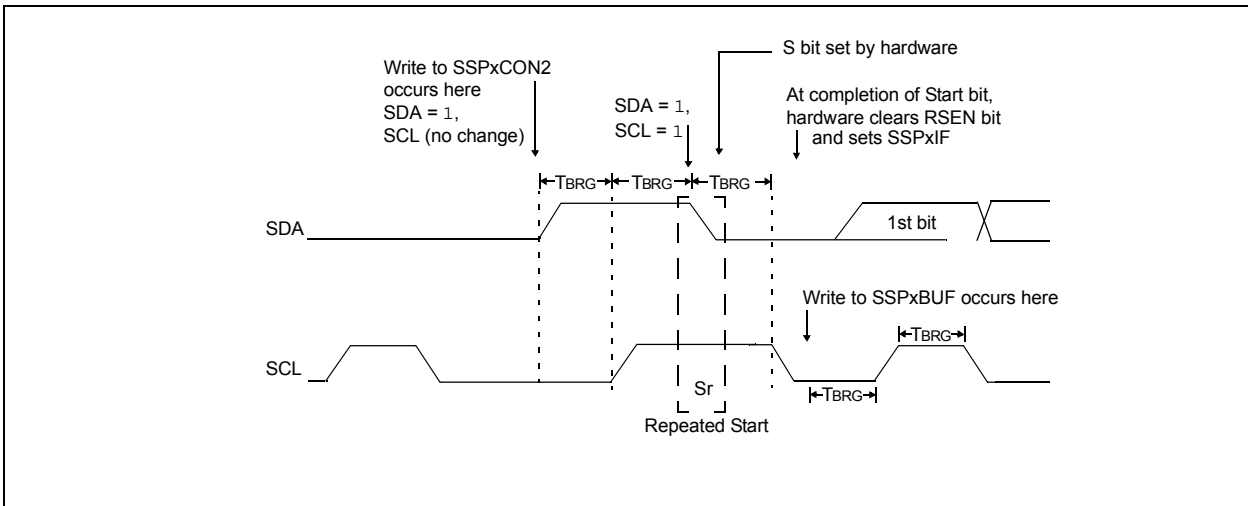 S bit set by hardware
Write to SSPxCON2
occurs here
SDA = 1,
SCL (no change)
SDA = 1,
SCL = 1
At completion of Start bit,
hardware clears RSEN bit
and sets SSPxIF
TBRG TBRG TBRG
SDA
1st bit
Write to SSPxBUF occurs here
TBRG
SCL
Sr
TBRG
Repeated Start